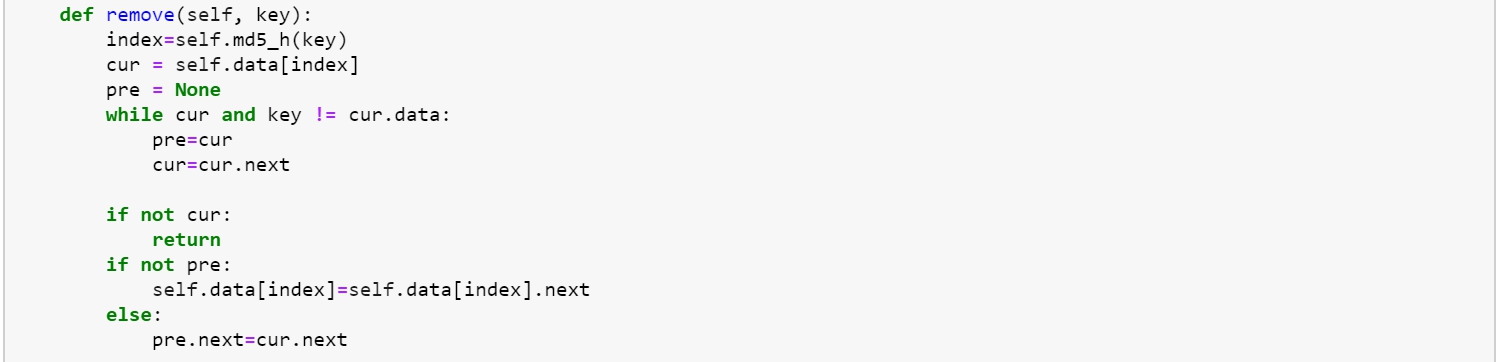 def remove(self, key):
    index=self.md5_h(key)
    cur = self.data[index]
    pre = None
    while cur and key != cur.data:
        pre=cur
        cur=cur.next

    if not cur:
        return
    if not pre:
        self.data[index]=self.data[index].next
    else:
        pre.next=cur.next